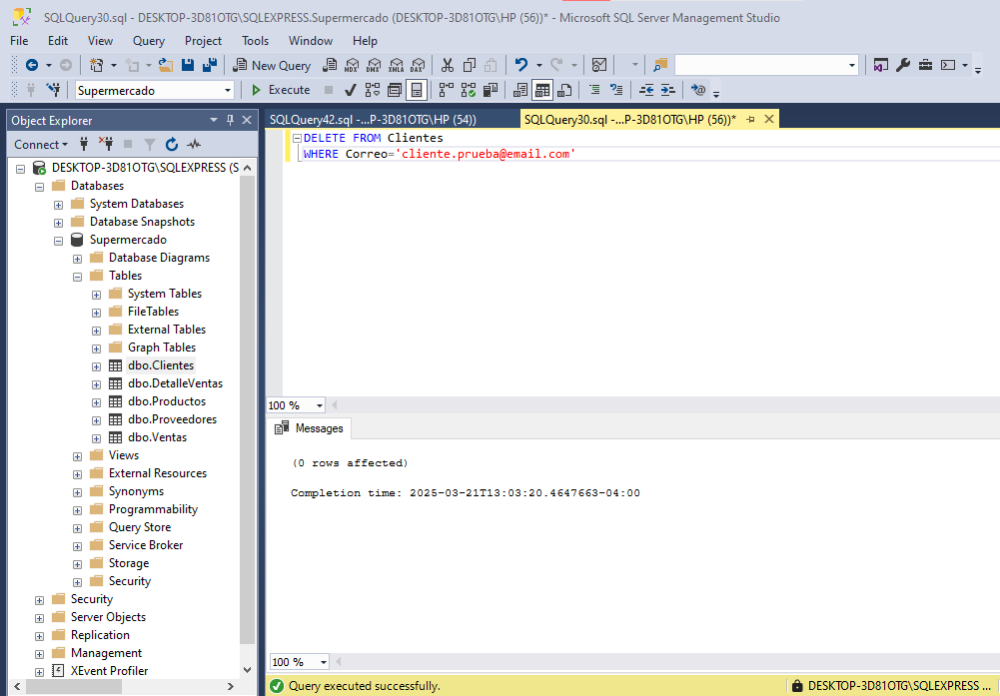 SQLQuery30.sql - DESKTOP-3D81OTG\SQLEXPRESS.Supermercado (DESKTOP-3D81OTG\HP (56))* - Microsoft SQL Server Management Studio
File Edit View Query Project Tools Window Help
New Query MDX DMX XMLA DAX
Supermercado Execute
Object Explorer
SQLQuery42.sql -...P-3D81OTG\HP (54)) SQLQuery30.sql -...P-3D81OTG\HP (56))*
Connect
DESKTOP-3D81OTG\SQLEXPRESS (S
Databases
System Databases
Database Snapshots
Supermercado
Database Diagrams
Tables
System Tables
FileTables
External Tables
Graph Tables
dbo.Clientes
dbo.DetalleVentas
dbo.Productos
dbo.Proveedores
dbo.Ventas
Views
External Resources
Synonyms
Programmability
Query Store
Service Broker
Storage
Security
Security
Server Objects
Replication
Management
XEvent Profiler
DELETE FROM Clientes
WHERE Correo='cliente.prueba@email.com'
100 %
Messages
(0 rows affected)
Completion time: 2025-03-21T13:03:20.4647663-04:00
100 %
Query executed successfully. DESKTOP-3D81OTG\SQLEXPRESS ...